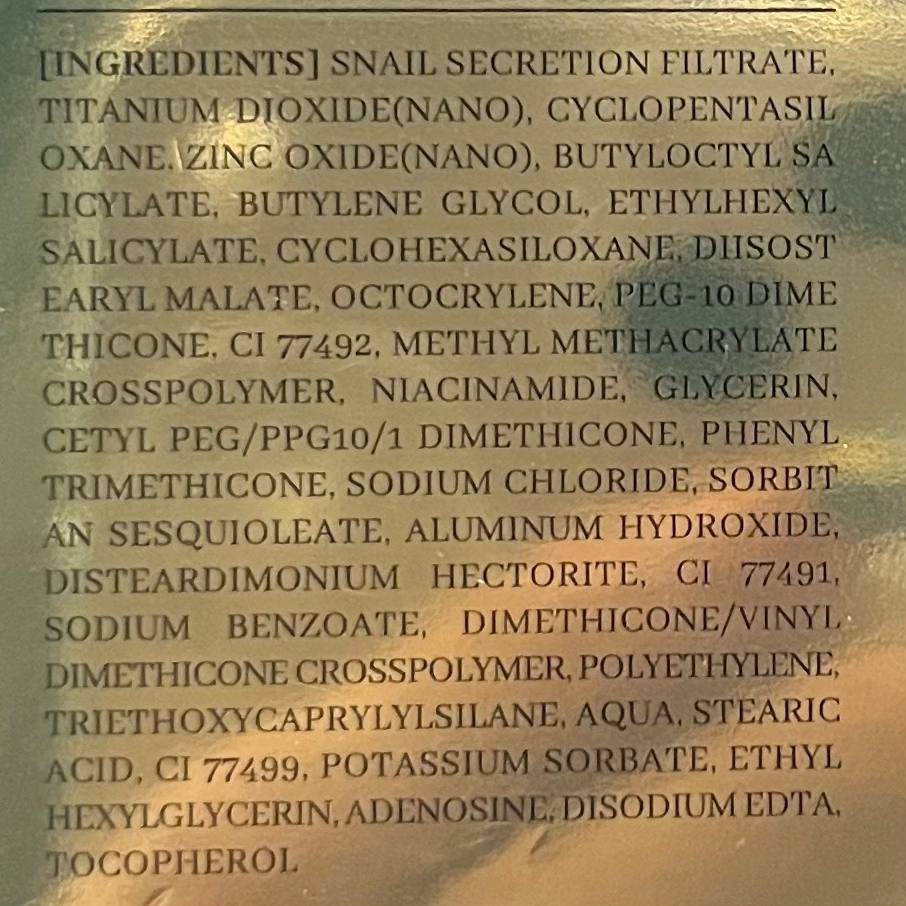 [INGREDIENTS] SNAIL SECRETION FILTRATE,
TITANIUM DIOXIDE(NANO), CYCLOPENTASIL
OXANE, ZINC OXIDE(NANO), BUTYLOCTYL SA
LICYLATE, BUTYLENE GLYCOL, ETHYLHEXYL
SALICYLATE, CYCLOHEXASILOXANE, DIISOST
EARYL MALATE, OCTOCRYLENE, PEG-10 DIME
THICONE, CI 77492, METHYL METHACRYLATE
CROSSPOLYMER, NIACINAMIDE, GLYCERIN,
CETYL PEG/PPG10/1 DIMETHICONE, PHENYL
TRIMETHICONE, SODIUM CHLORIDE, SORBIT
AN SESQUIOLEATE, ALUMINUM HYDROXIDE,
DISTEARDIMONIUM HECTORITE, CI 77491,
SODIUM BENZOATE, DIMETHICONE/VINYL
DIMETHICONE CROSSPOLYMER, POLYETHYLENE,
TRIETHOXYCAPRYLYLSILANE, AQUA, STEARIC
ACID, CI 77499, POTASSIUM SORBATE, ETHYL
HEXYLGLYCERIN, ADENOSINE, DISODIUM EDTA,
TOCOPHEROL